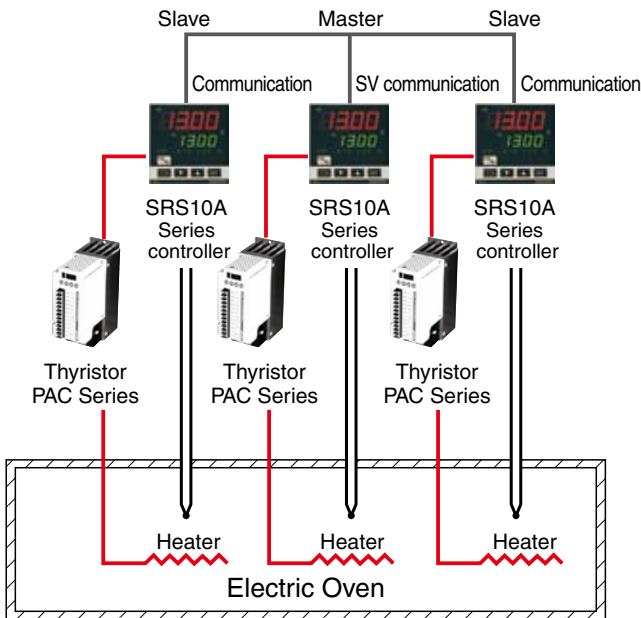 Slave Master Slave
Communication SV communication Communication
1300 1300 1300
1300 1300 1300
SRS10A SRS10A SRS10A
Series Series Series
controller controller controller
Thyristor Thyristor Thyristor
PAC Series PAC Series PAC Series
Heater Heater Heater
Electric Oven